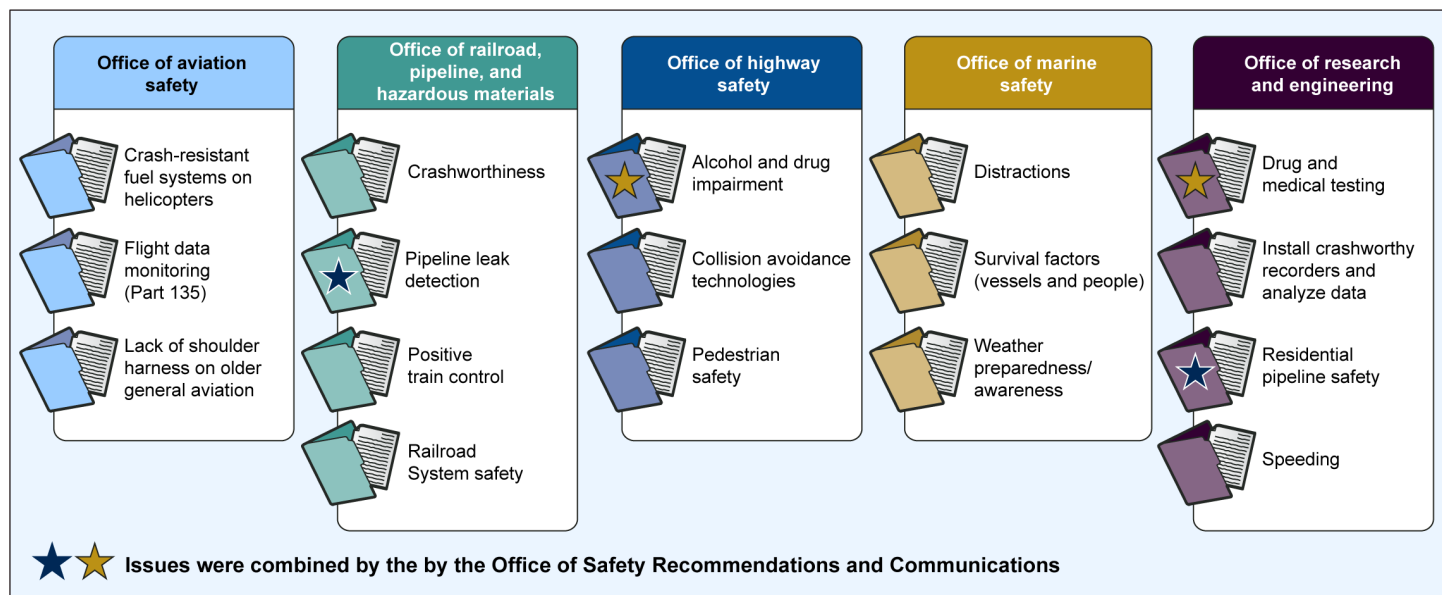 Office of aviation
safety
Crash-resistant
fuel systems on
helicopters
Flight data
monitoring
(Part 135)
Lack of shoulder
harness on older
general aviation
Office of railroad,
pipeline, and
hazardous materials
Crashworthiness
Pipeline leak
detection
Positive
train control
Railroad
System safety
Office of highway
safety
Alcohol and drug
impairment
Collision avoidance
technologies
Pedestrian
safety
Office of marine
safety
Distractions
Survival factors
(vessels and people)
Weather
preparedness/
awareness
Office of research
and engineering
Drug and
medical testing
Install crashworthy
recorders and
analyze data
Residential
pipeline safety
Speeding
Issues were combined by the by the Office of Safety Recommendations and Communications